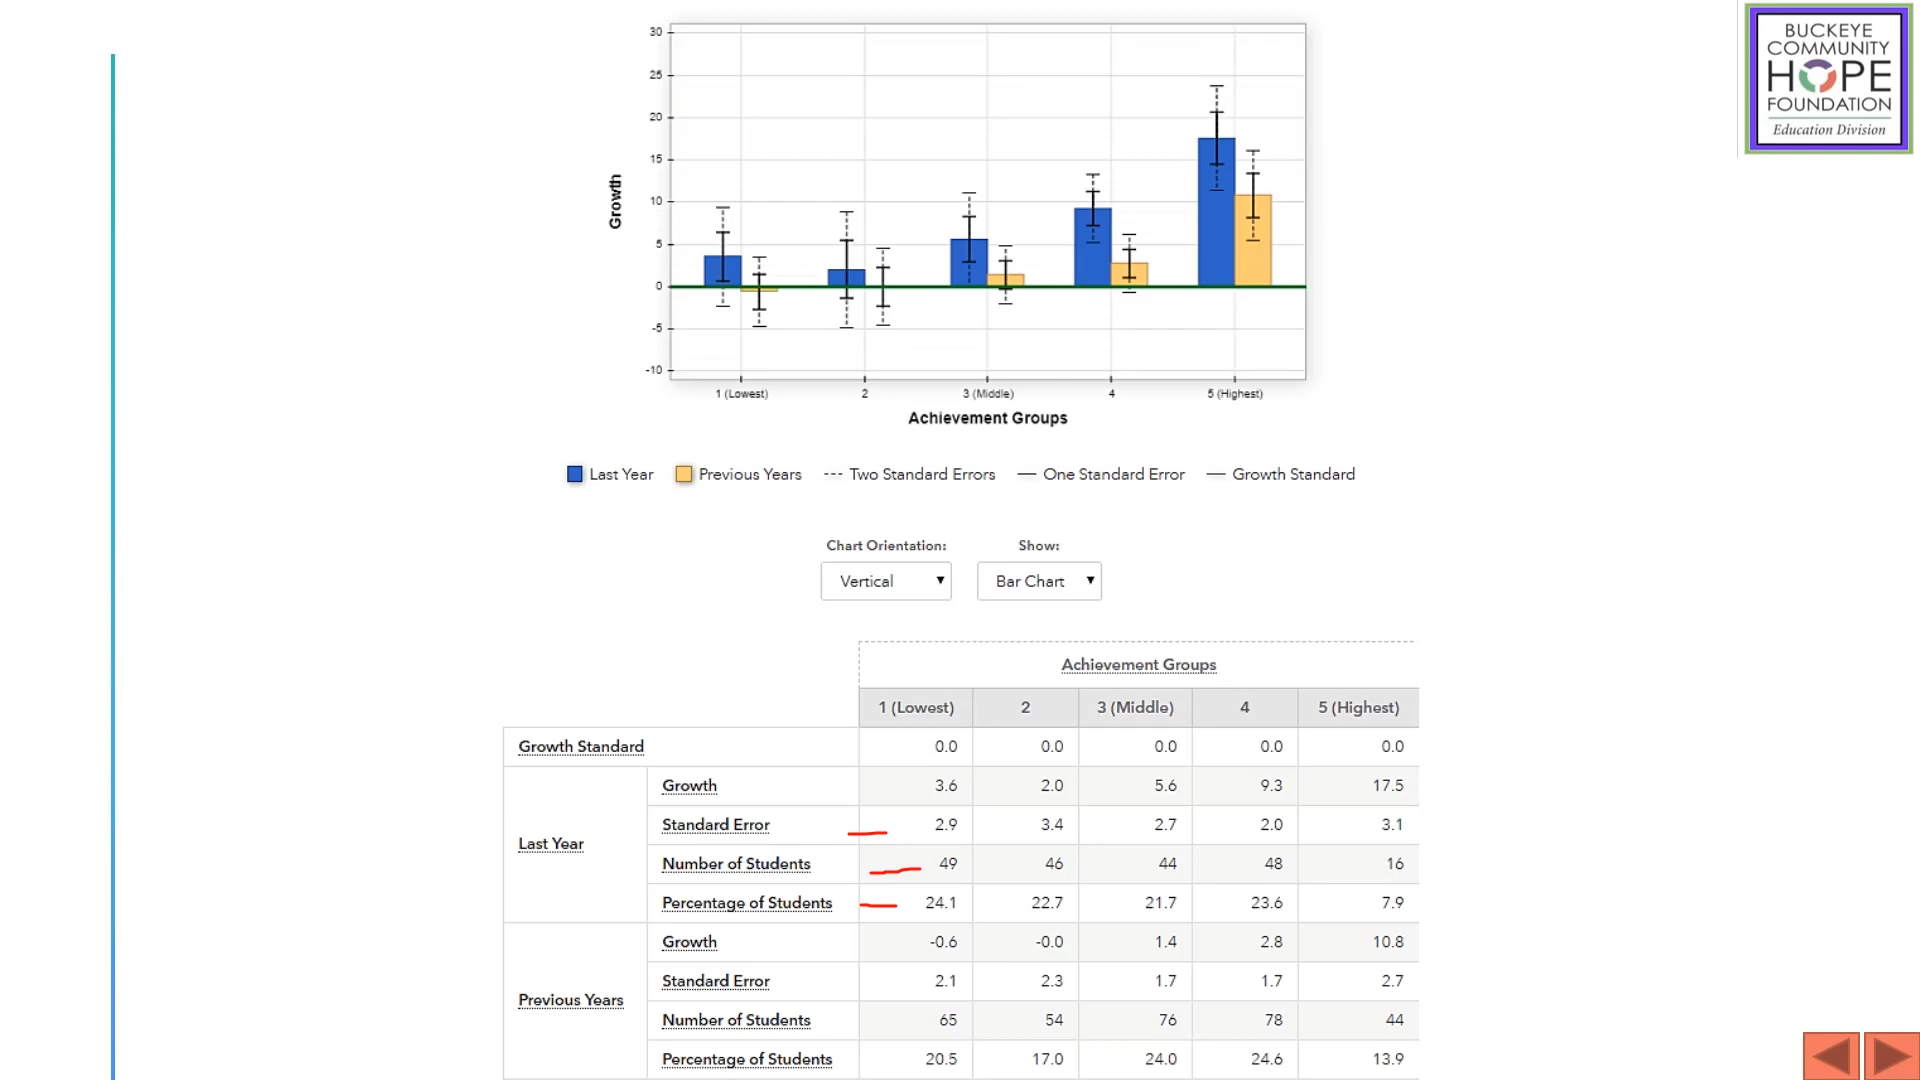 BUCKEYE
COMMUNITY
HOPE
FOUNDATION
Education Division
30
25
20
15
10
5
0
-5
-10
Growth
1 (Lowest) 2 3 (Middle) 4 5 (Highest)
Achievement Groups
Last Year Previous Years --- Two Standard Errors — One Standard Error — Growth Standard
Chart Orientation: Show:
Vertical Bar Chart
Achievement Groups
1 (Lowest) 2 3 (Middle) 4 5 (Highest)
Growth Standard 0.0 0.0 0.0 0.0 0.0
Last Year
Growth 3.6 2.0 5.6 9.3 17.5
Standard Error 2.9 3.4 2.7 2.0 3.1
Number of Students 49 46 44 48 16
Percentage of Students 24.1 22.7 21.7 23.6 7.9
Previous Years
Growth -0.6 -0.0 1.4 2.8 10.8
Standard Error 2.1 2.3 1.7 1.7 2.7
Number of Students 65 54 76 78 44
Percentage of Students 20.5 17.0 24.0 24.6 13.9